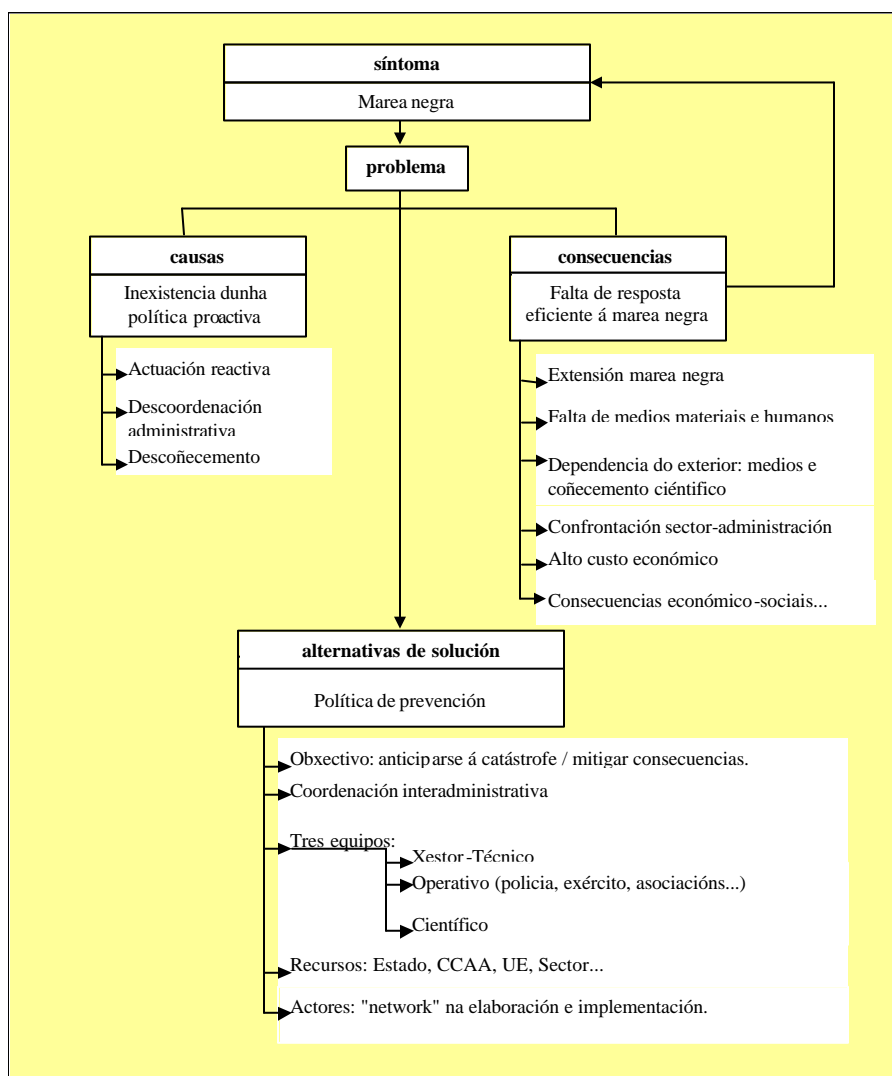 síntoma
Marea negra
problema
causas
Inexistencia dunha
política proactiva
Actuación reactiva
Descoordenación
administrativa
Descoñecemento
consecuencias
Falta de resposta
eficiente á marea negra
Extensión marea negra
Falta de medios materiais e humanos
Dependencia do exterior: medios e
coñecemento ciéntifico
Confrontación sector-administración
Alto custo económico
Consecuencias económico-sociais...
alternativas de solución
Política de prevención
Obxectivo: anticiparse á catástrofe / mitigar consecuencias.
Coordenación interadministrativa
Tres equipos:
Xestor-Técnico
Operativo (policia, exército, asociacións...)
Científico
Recursos: Estado, CCAA, UE, Sector...
Actores: "network" na elaboración e implementación.